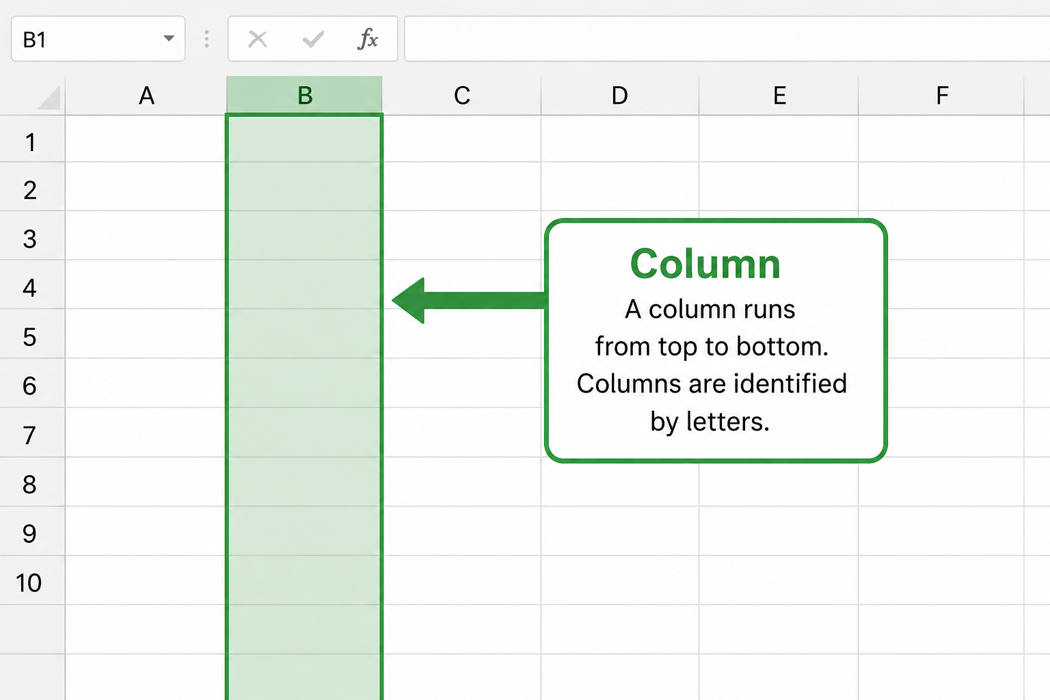 B1
fx
A B C D E F
1
2
3
Column
4
A column runs
5
from top to bottom.
6
Columns are identified
7
by letters.
8
9
10